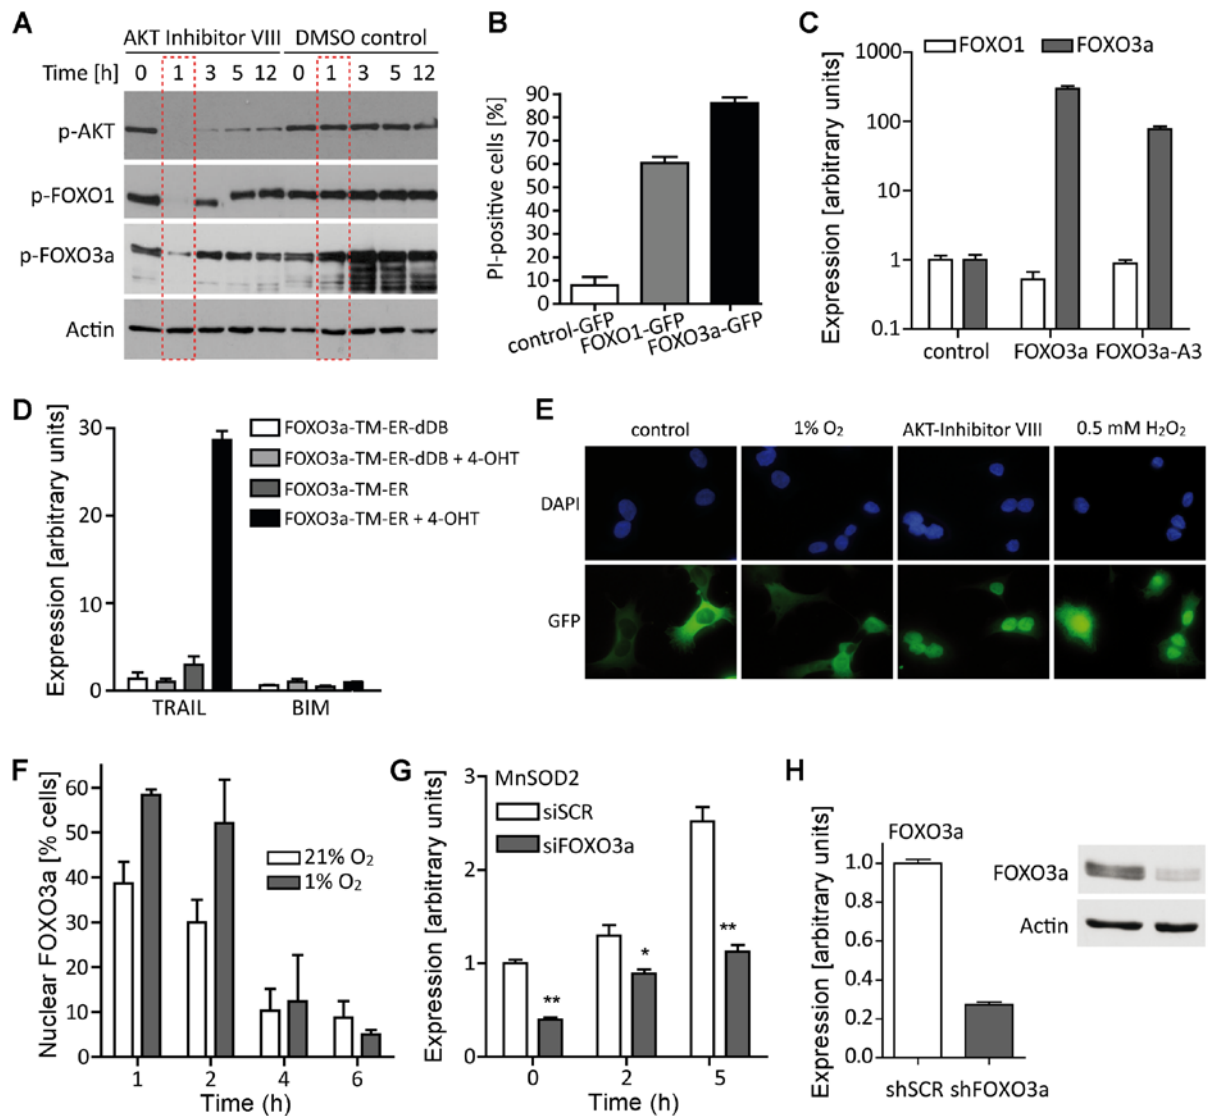 A
AKT Inhibitor VIII DMSO control
Time [h] 0 1 3 5 12 0 1 3 5 12
p-AKT
p-FOXO1
p-FOXO3a
Actin
B
PI-positive cells [%]
90
80
70
60
50
40
30
20
10
0
control-GFP
FOXO1-GFP
FOXO3a-GFP
C
FOXO1 FOXO3a
Expression [arbitrary units]
1000
100
10
1
0.1
control FOXO3a FOXO3a-A3
D
Expression [arbitrary units]
30
20
10
0
FOXO3a-TM-ER-dDB
FOXO3a-TM-ER-dDB + 4-OHT
FOXO3a-TM-ER
FOXO3a-TM-ER + 4-OHT
TRAIL BIM
E
control 1% O2 AKT-Inhibitor VIII 0.5 mM H2O2
DAPI
GFP
F
Nuclear FOXO3a [% cells]
60
50
40
30
20
10
0
21% O2
1% O2
1 2 4 6
Time (h)
G
MnSOD2
siSCR
siFOXO3a
Expression [arbitrary units]
3
2
1
0
**
*
**
0 2 5
Time (h)
H
FOXO3a
Expression [arbitrary units]
1.0
0.8
0.6
0.4
0.2
0.0
shSCR shFOXO3a
FOXO3a
Actin